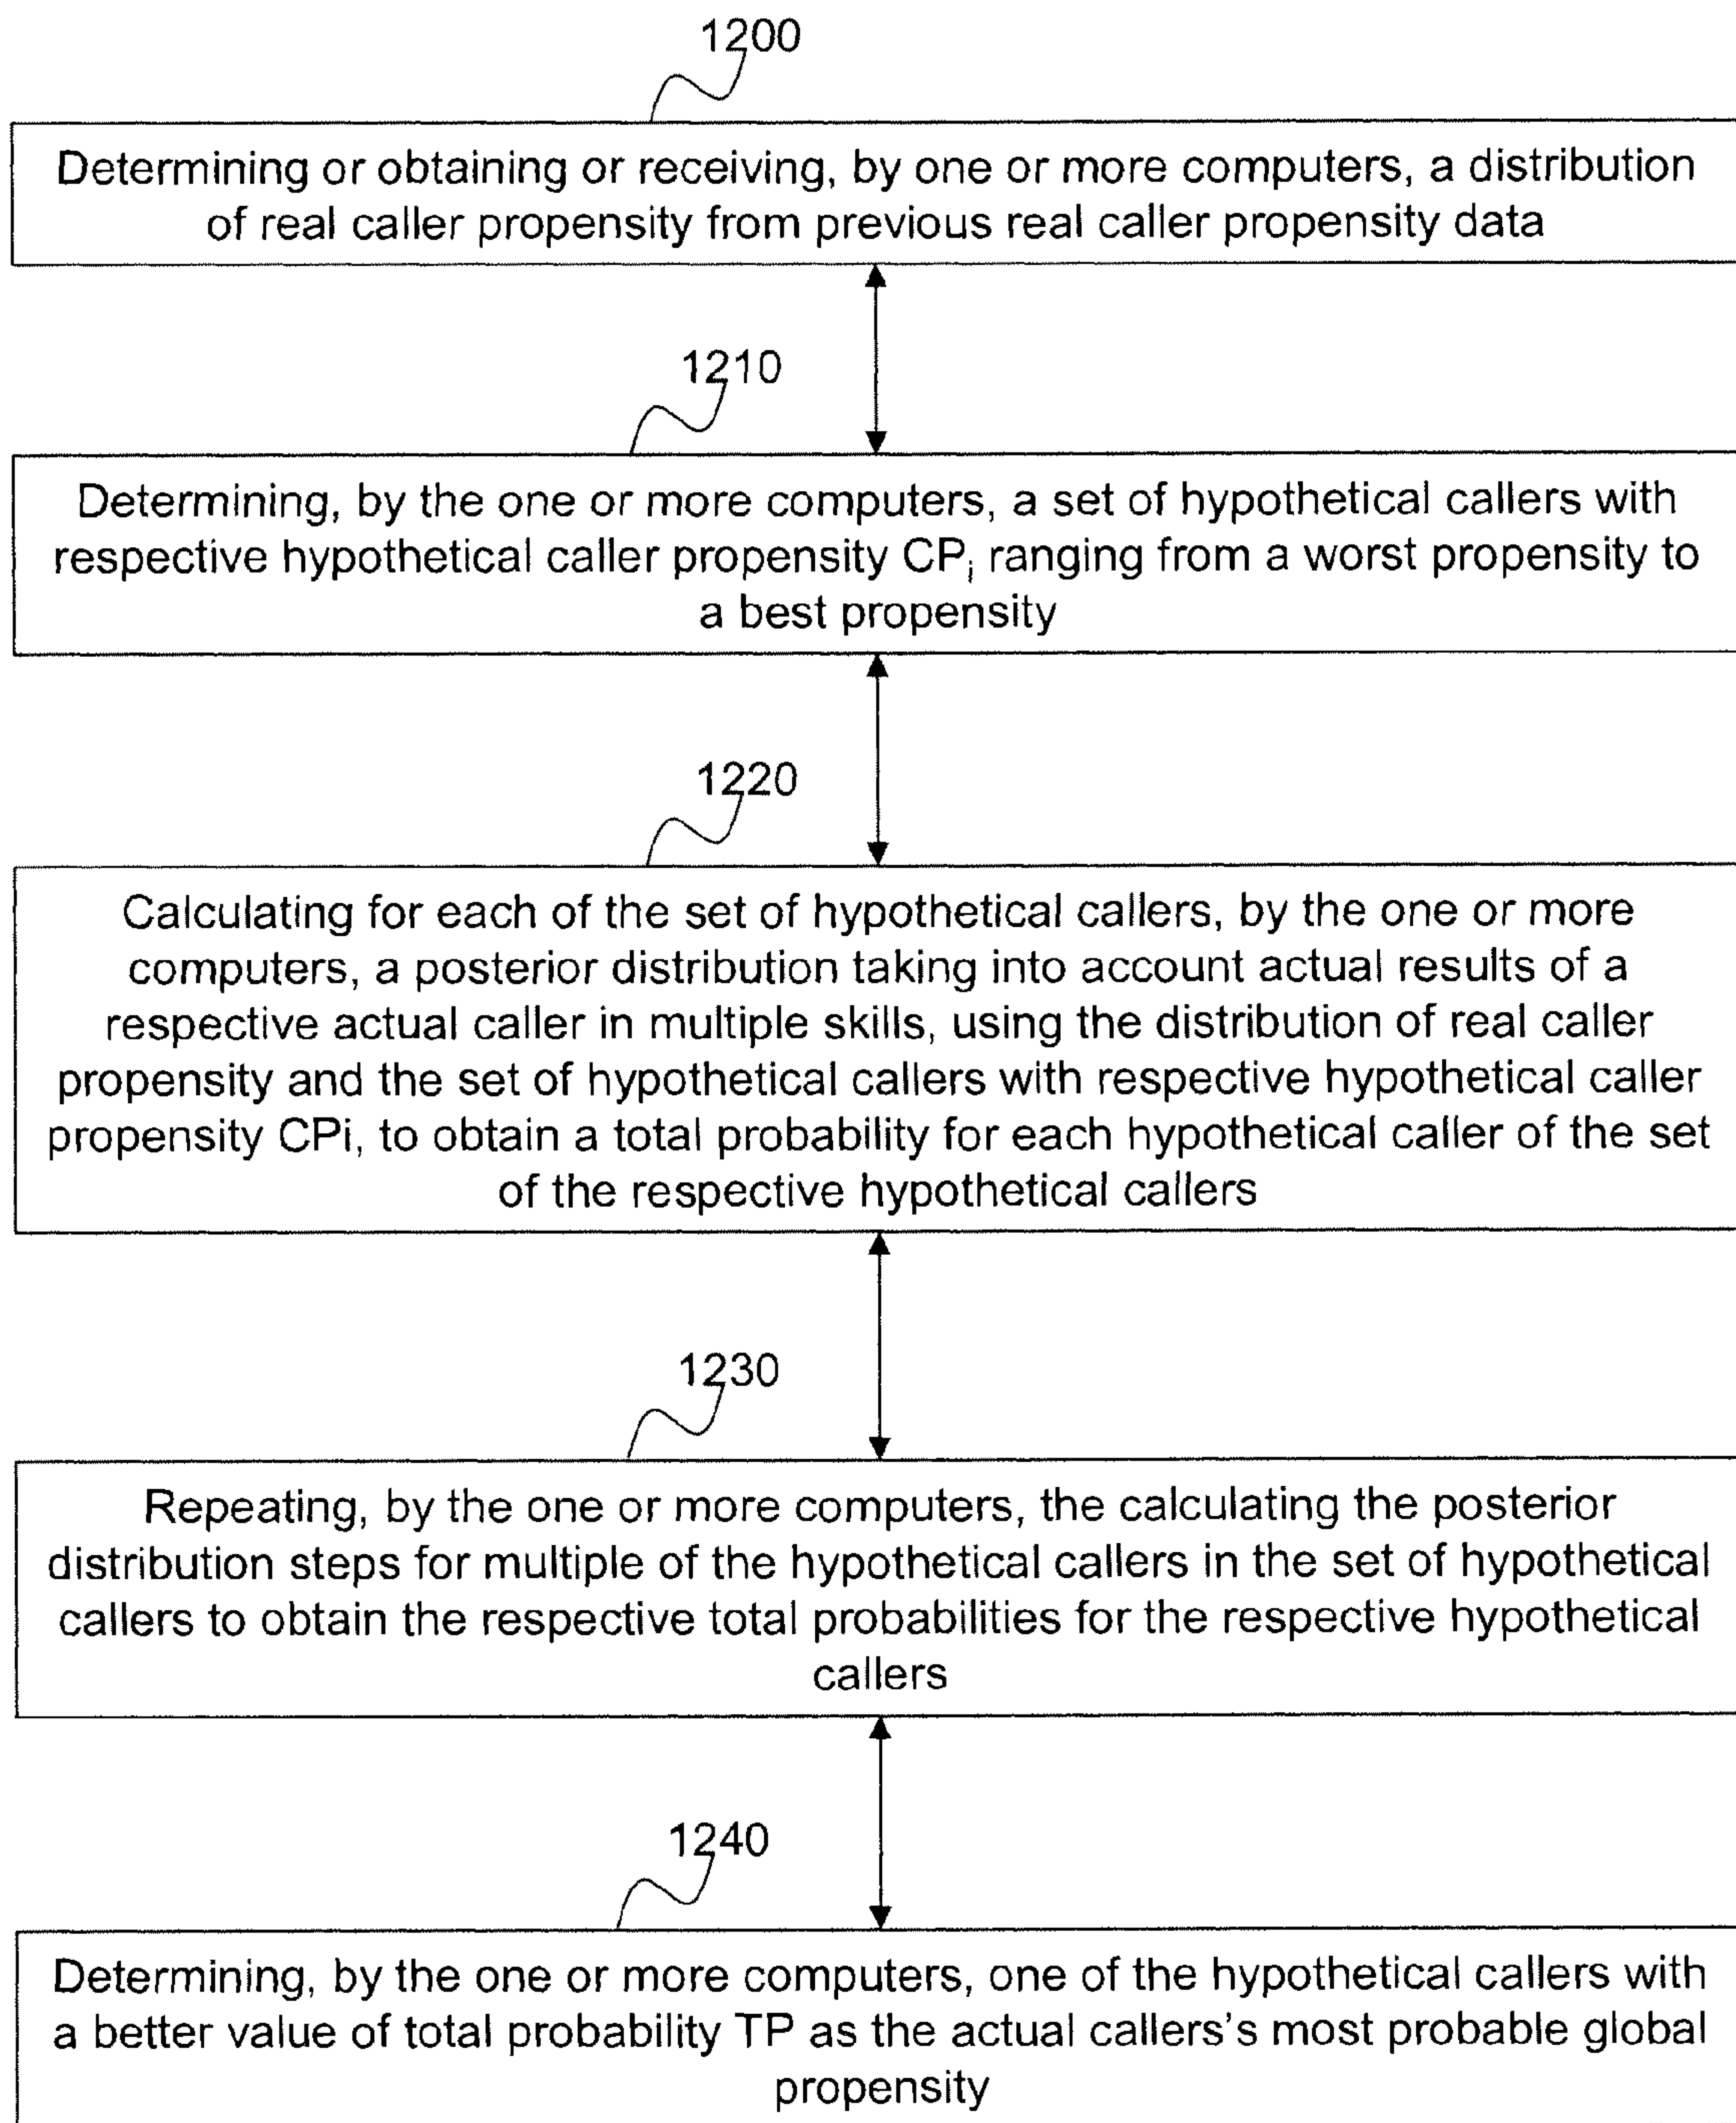 1200
Determining or obtaining or receiving, by one or more computers, a distribution
of real caller propensity from previous real caller propensity data
1210
Determining, by the one or more computers, a set of hypothetical callers with
respective hypothetical caller propensity CPi ranging from a worst propensity to
a best propensity
1220
Calculating for each of the set of hypothetical callers, by the one or more
computers, a posterior distribution taking into account actual results of a
respective actual caller in multiple skills, using the distribution of real caller
propensity and the set of hypothetical callers with respective hypothetical caller
propensity CPi, to obtain a total probability for each hypothetical caller of the set
of the respective hypothetical callers
1230
Repeating, by the one or more computers, the calculating the posterior
distribution steps for multiple of the hypothetical callers in the set of hypothetical
callers to obtain the respective total probabilities for the respective hypothetical
callers
1240
Determining, by the one or more computers, one of the hypothetical callers with
a better value of total probability TP as the actual callers's most probable global
propensity